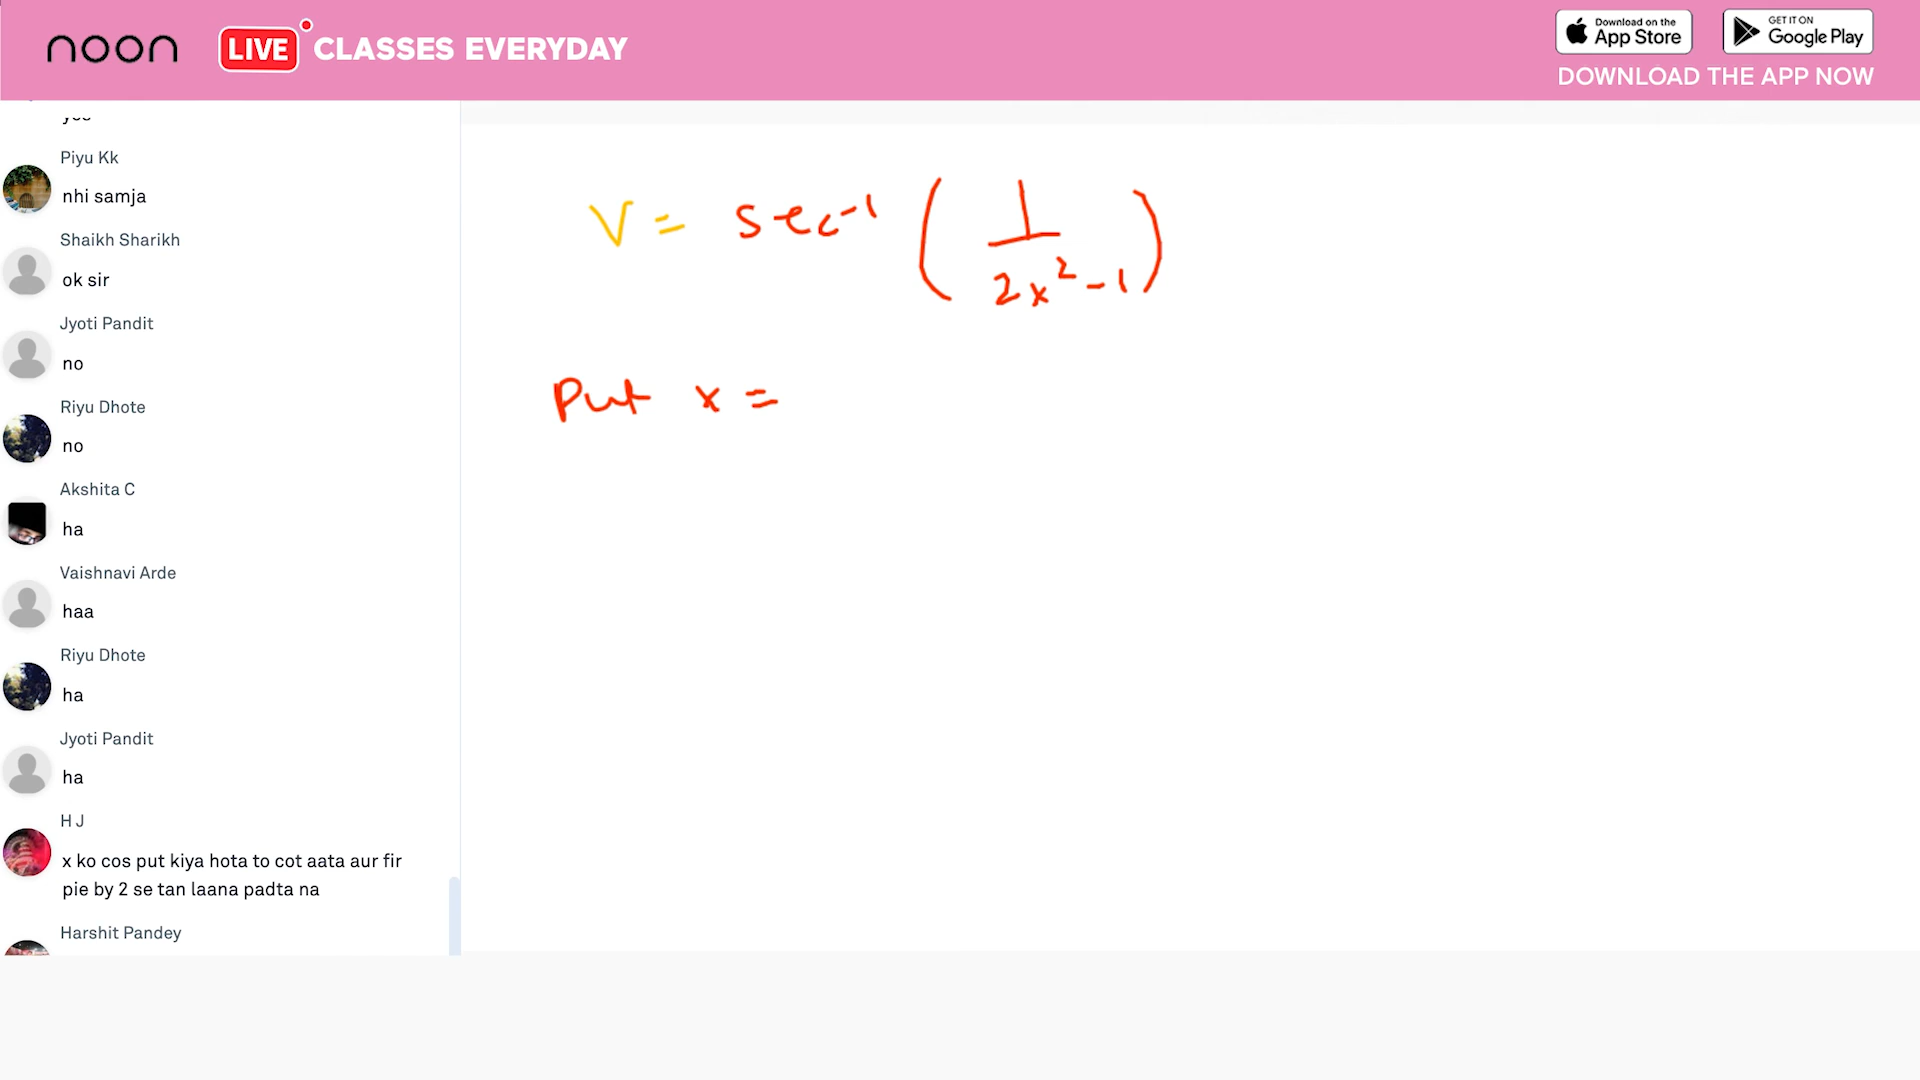 noon LIVE CLASSES EVERYDAY
Download on the App Store
GET IT ON Google Play
DOWNLOAD THE APP NOW
Piyu Kk
nhi samja
Shaikh Sharikh
ok sir
Jyoti Pandit
no
Riyu Dhote
no
Akshita C
ha
Vaishnavi Arde
haa
Riyu Dhote
ha
Jyoti Pandit
ha
H J
x ko cos put kiya hota to cot aata aur fir
pie by 2 se tan laana padta na
Harshit Pandey
V = sec⁻¹ ( 1 / 2x² - 1 )
Put x =